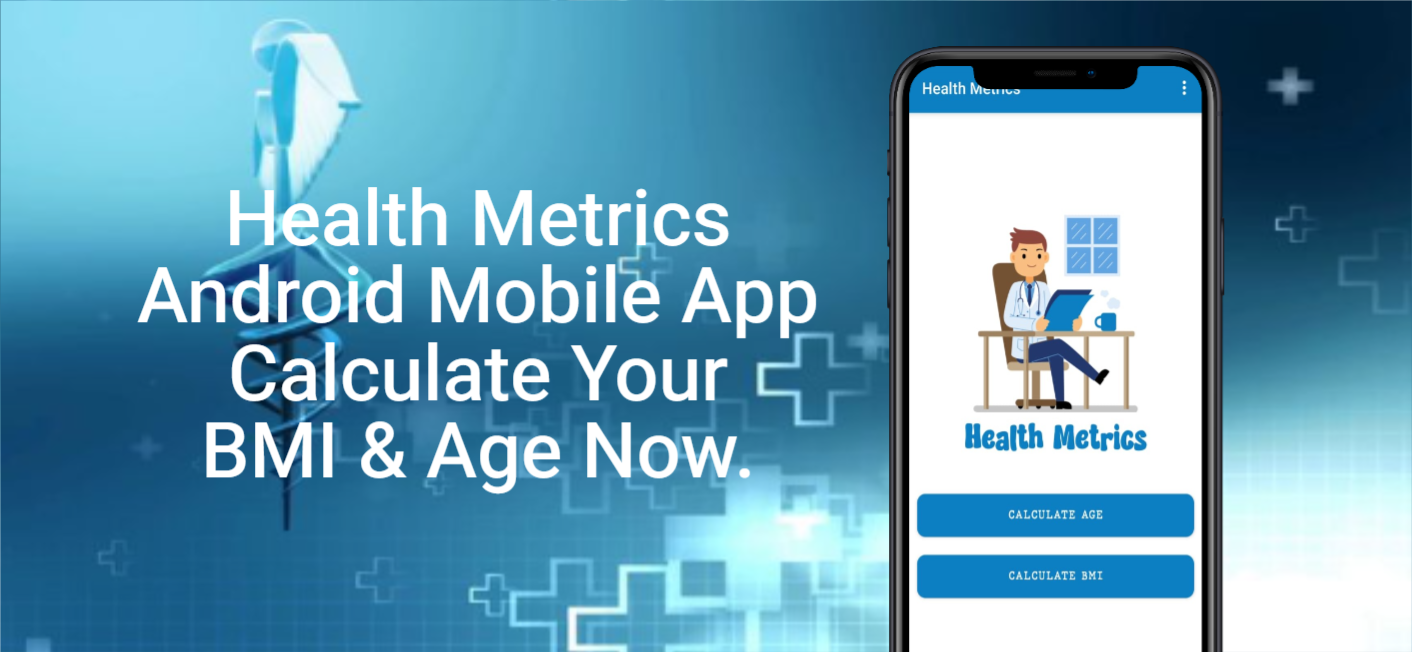 Health Metrics
Android Mobile App
Calculate Your
BMI & Age Now.
Health Metrics
Health Metrics
CALCULATE AGE
CALCULATE BMI